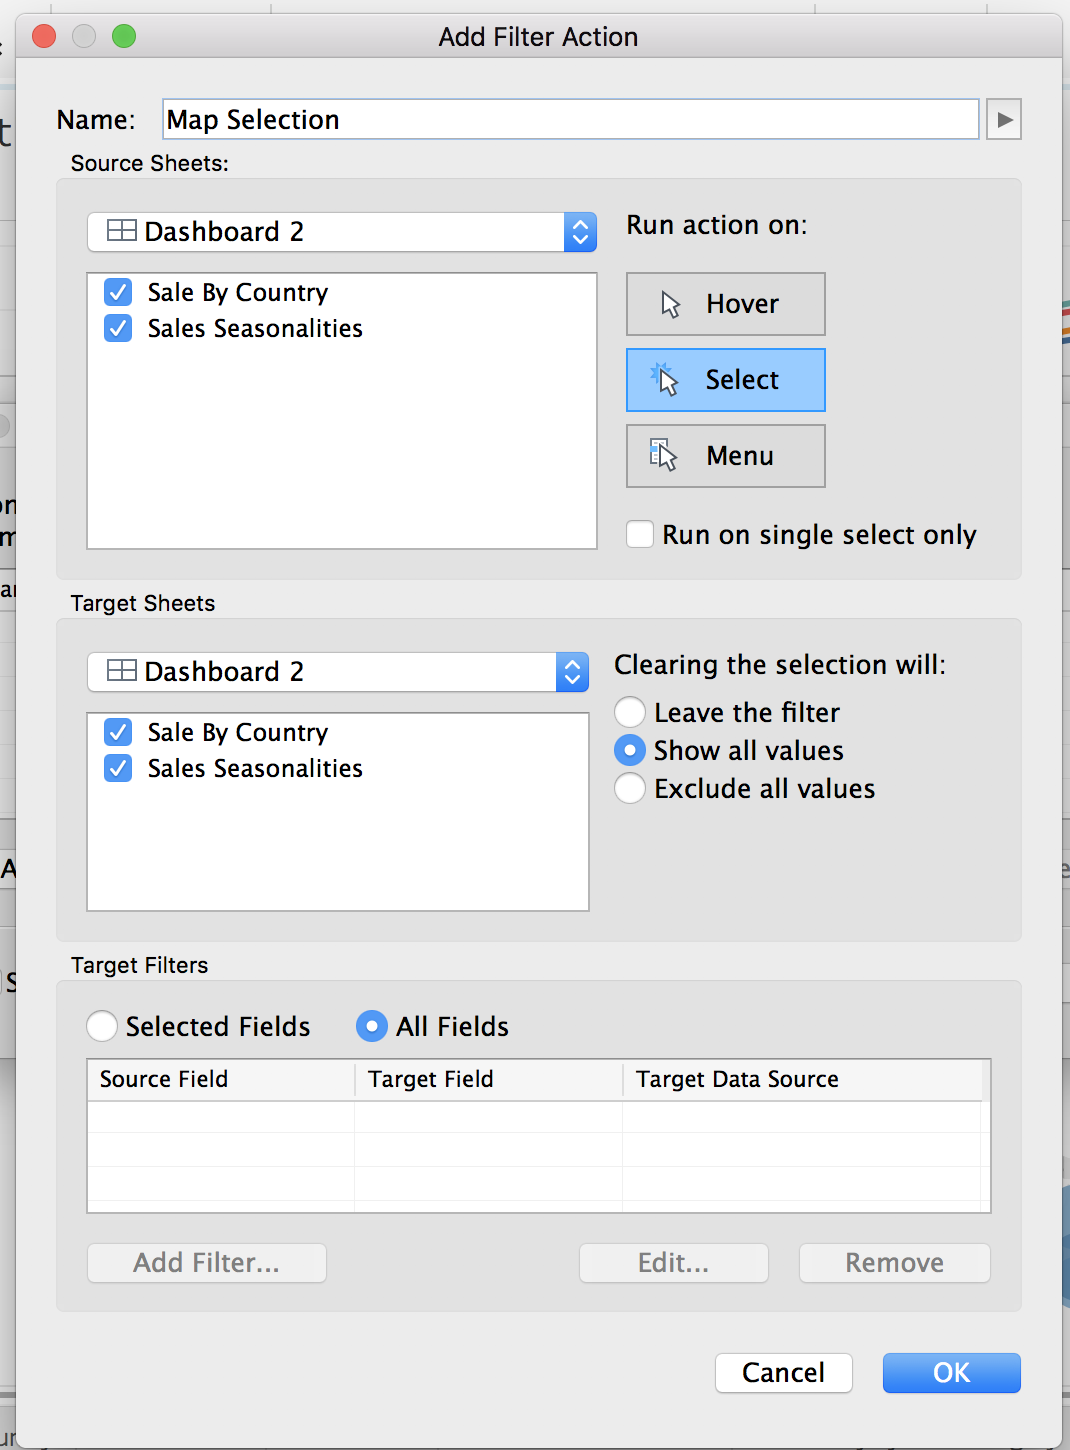 Add Filter Action
Name: Map Selection
Source Sheets:
Dashboard 2
Run action on:
Sale By Country
Sales Seasonalities
Hover
Select
Menu
Run on single select only
Target Sheets
Dashboard 2
Clearing the selection will:
Sale By Country
Sales Seasonalities
Leave the filter
Show all values
Exclude all values
Target Filters
Selected Fields All Fields
Source Field Target Field Target Data Source
Add Filter... Edit... Remove
Cancel OK